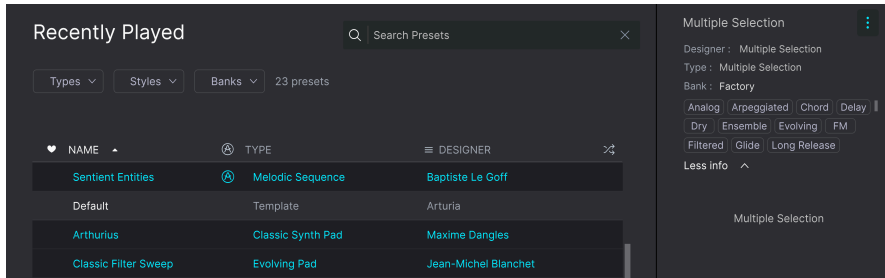 Recently Played
Search Presets
Types Styles Banks 23 presets
NAME TYPE DESIGNER
Sentient Entities Melodic Sequence Baptiste Le Goff
Default Template Arturia
Arthurius Classic Synth Pad Maxime Dangles
Classic Filter Sweep Evolving Pad Jean-Michel Blanchet
Multiple Selection
Designer : Multiple Selection
Type : Multiple Selection
Bank : Factory
Analog Arpeggiated Chord Delay
Dry Ensemble Evolving FM
Filtered Glide Long Release
Less info
Multiple Selection